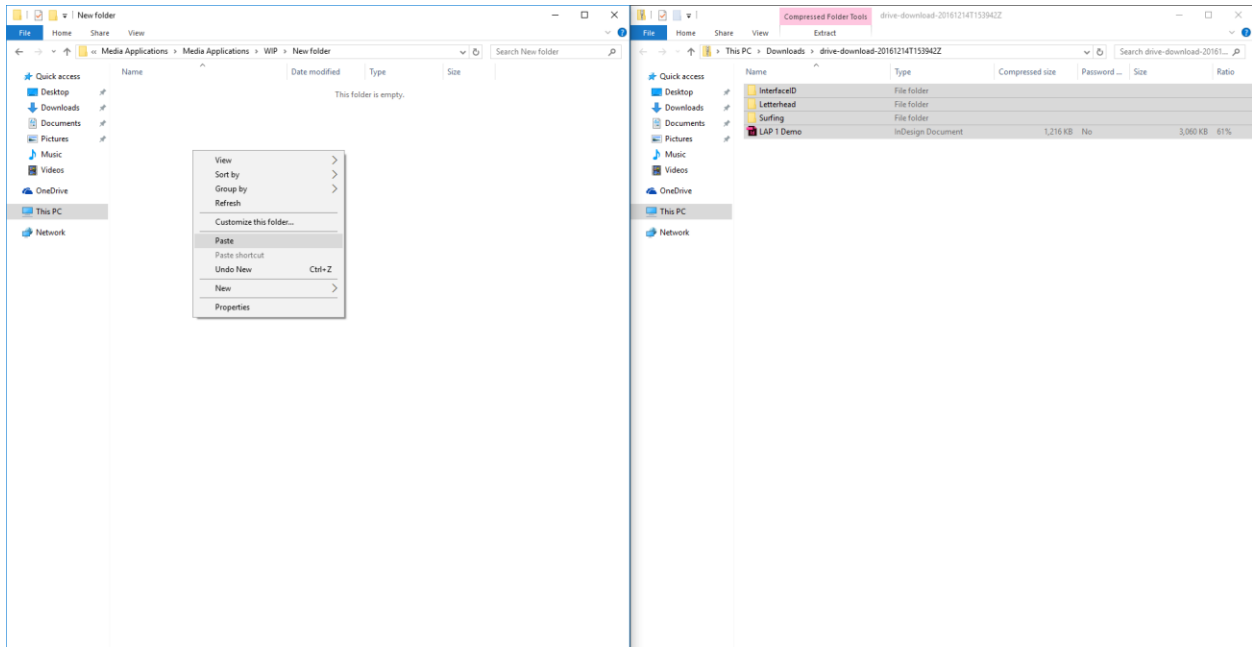 New folder
File Home Share View
« Media Applications › Media Applications › WIP › New folder
Search New folder
Quick access
Desktop
Downloads
Documents
Pictures
Music
Videos
OneDrive
This PC
Network
Name Date modified Type Size
This folder is empty.
View
Sort by
Group by
Refresh
Customize this folder...
Paste
Paste shortcut
Undo New Ctrl+Z
New
Properties
Compressed Folder Tools drive-download-20161214T153942Z
File Home Share View Extract
› This PC › Downloads › drive-download-20161214T153942Z
Search drive-download-20161...
Quick access
Desktop
Downloads
Documents
Pictures
Music
Videos
OneDrive
This PC
Network
Name Type Compressed size Password ... Size Ratio
InterfaceID File folder
Letterhead File folder
Surfing File folder
LAP 1 Demo InDesign Document 1,216 KB No 3,060 KB 61%